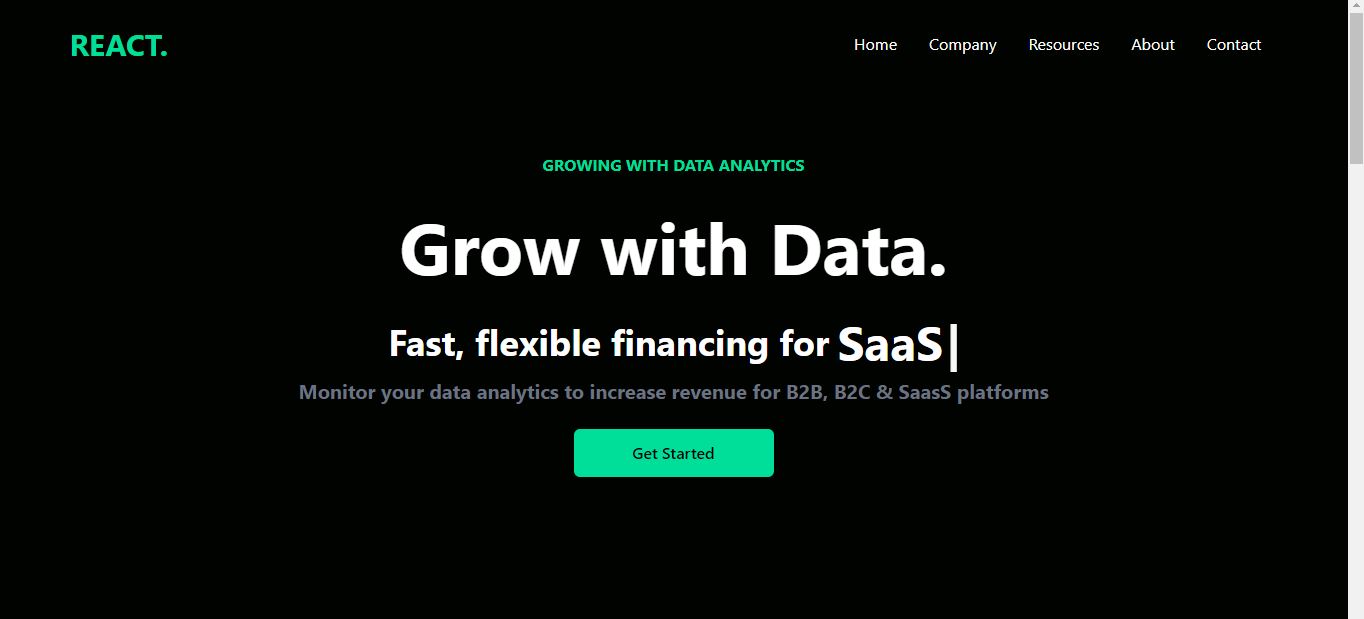 REACT.
Home Company Resources About Contact
GROWING WITH DATA ANALYTICS
Grow with Data.
Fast, flexible financing for SaaS|
Monitor your data analytics to increase revenue for B2B, B2C & SaasS platforms
Get Started